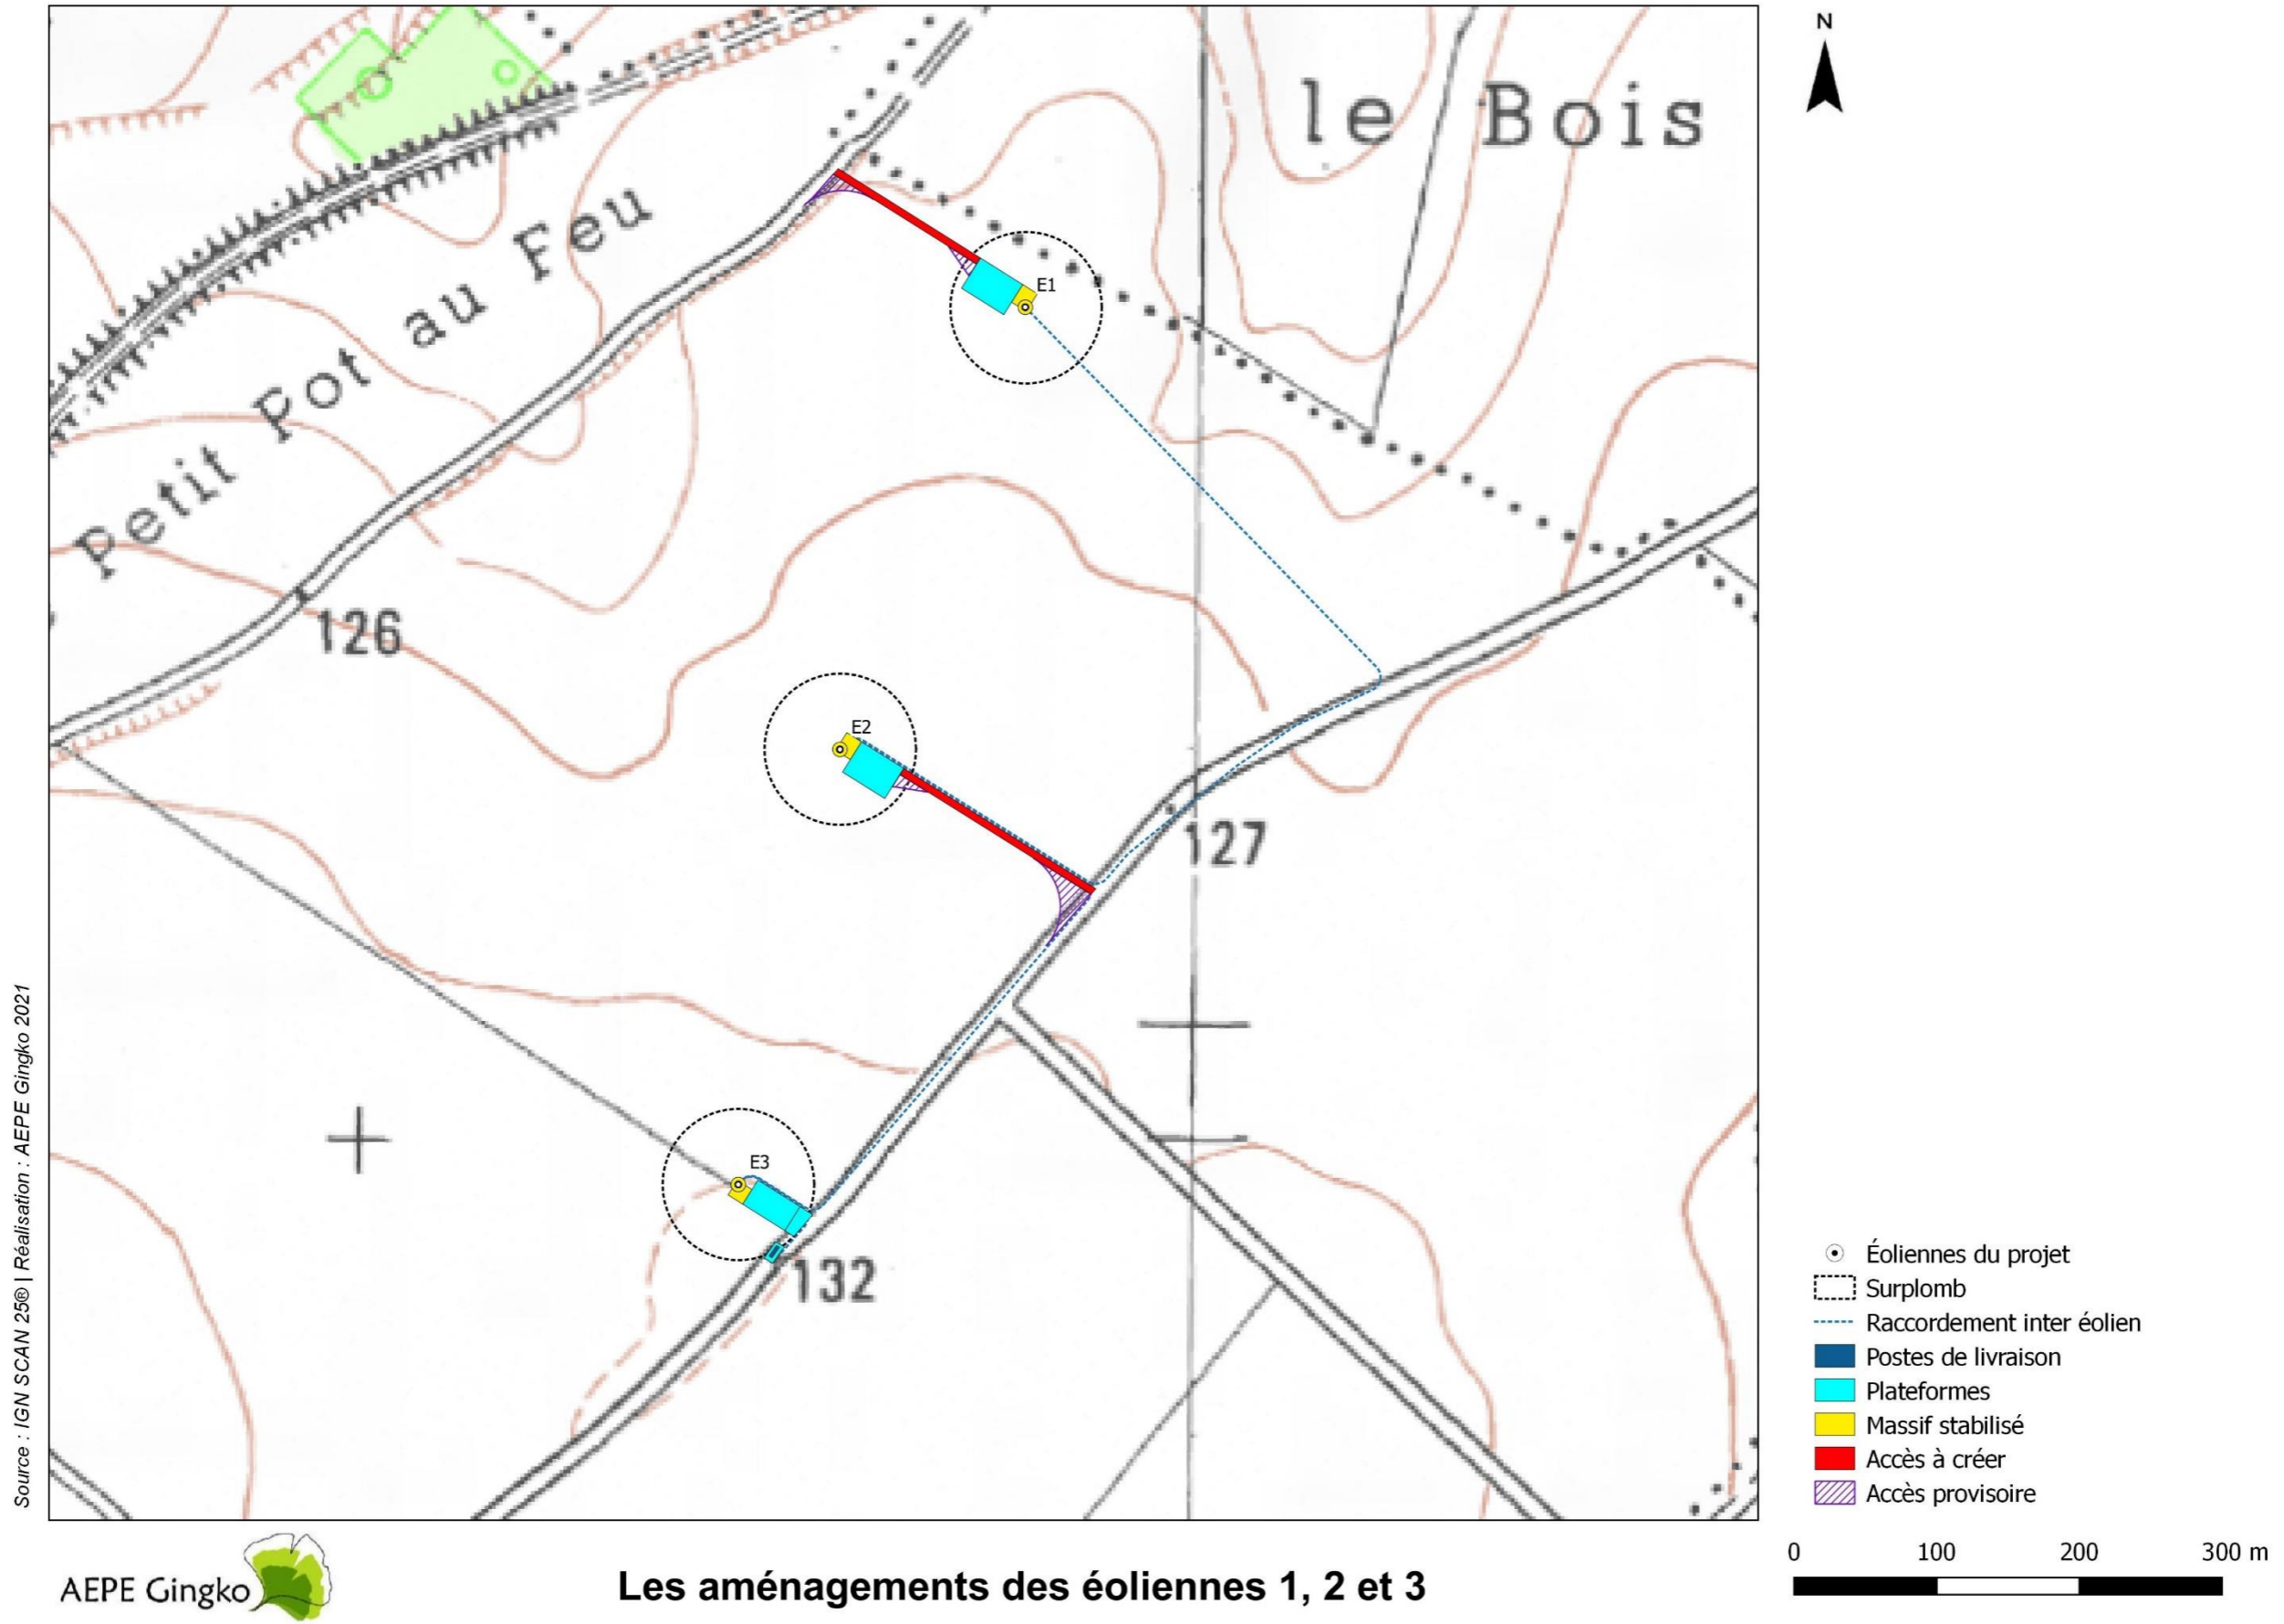 N
le Bois
Petit Pot au Feu
E1
126
E2
127
E3
132
Éoliennes du projet
Surplomb
Raccordement inter éolien
Postes de livraison
Plateformes
Massif stabilisé
Accès à créer
Accès provisoire
0 100 200 300 m
Source : IGN SCAN 25® | Réalisation : AEPE Gingko 2021
AEPE Gingko
Les aménagements des éoliennes 1, 2 et 3